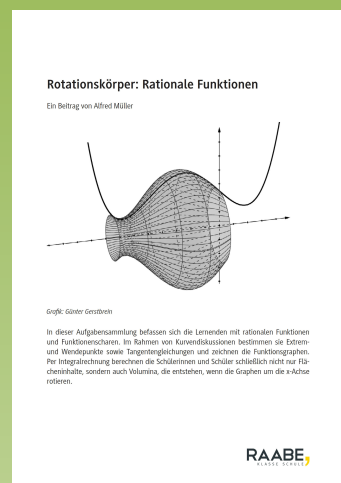 Rotationskörper: Rationale Funktionen
Ein Beitrag von Alfred Müller
Grafik: Günter Gerstbrein
In dieser Aufgabensammlung befassen sich die Lernenden mit rationalen Funktionen
und Funktionenscharen. Im Rahmen von Kurvendiskussionen bestimmen sie Extrem-
und Wendepunkte sowie Tangentengleichungen und zeichnen die Funktionsgraphen.
Per Integralrechnung berechnen die Schülerinnen und Schüler schließlich nicht nur Flä-
cheninhalte, sondern auch Volumina, die entstehen, wenn die Graphen um die x-Achse
rotieren.
RAABE
KLASSE SCHULE